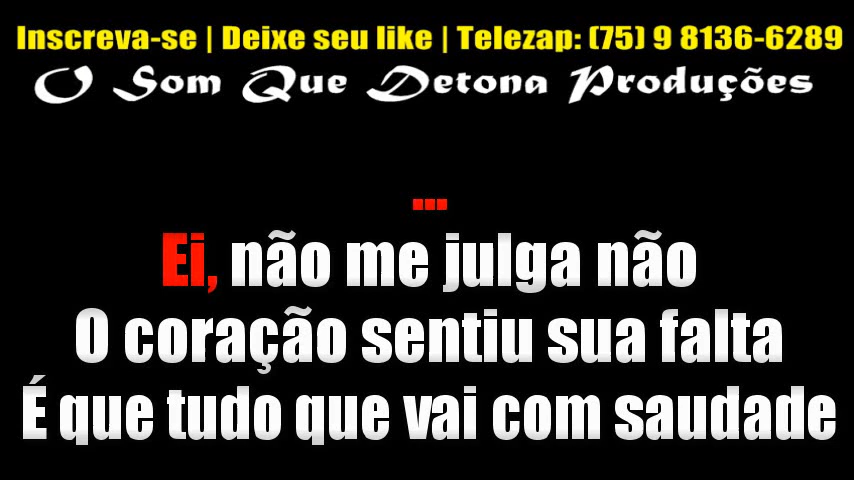 Inscreva-se | Deixe seu like | Telezap: (75) 9 8136-6289
O Som Que Detona Produções
...
Ei, não me julga não
O coração sentiu sua falta
É que tudo que vai com saudade